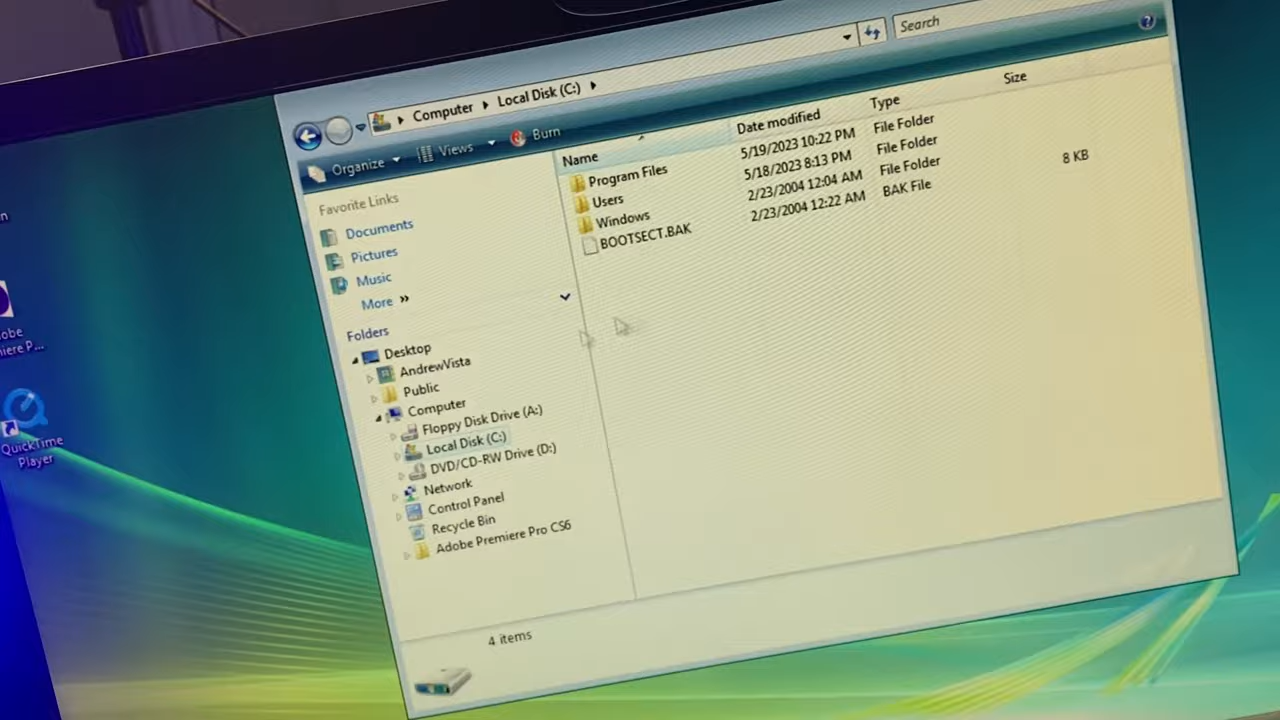 Search
Computer
Local Disk (C:)
Organize
Views
Burn
Name
Date modified
Type
Size
Program Files
5/19/2023 10:22 PM
File Folder
Users
5/18/2023 8:13 PM
File Folder
Windows
2/23/2004 12:04 AM
File Folder
BOOTSECT.BAK
2/23/2004 12:22 AM
BAK File
8 KB
Favorite Links
Documents
Pictures
Music
More »
Folders
Desktop
AndrewVista
Public
Computer
Floppy Disk Drive (A:)
Local Disk (C:)
DVD/CD-RW Drive (D:)
Network
Control Panel
Recycle Bin
Adobe Premiere Pro CS6
4 items
QuickTime
Player